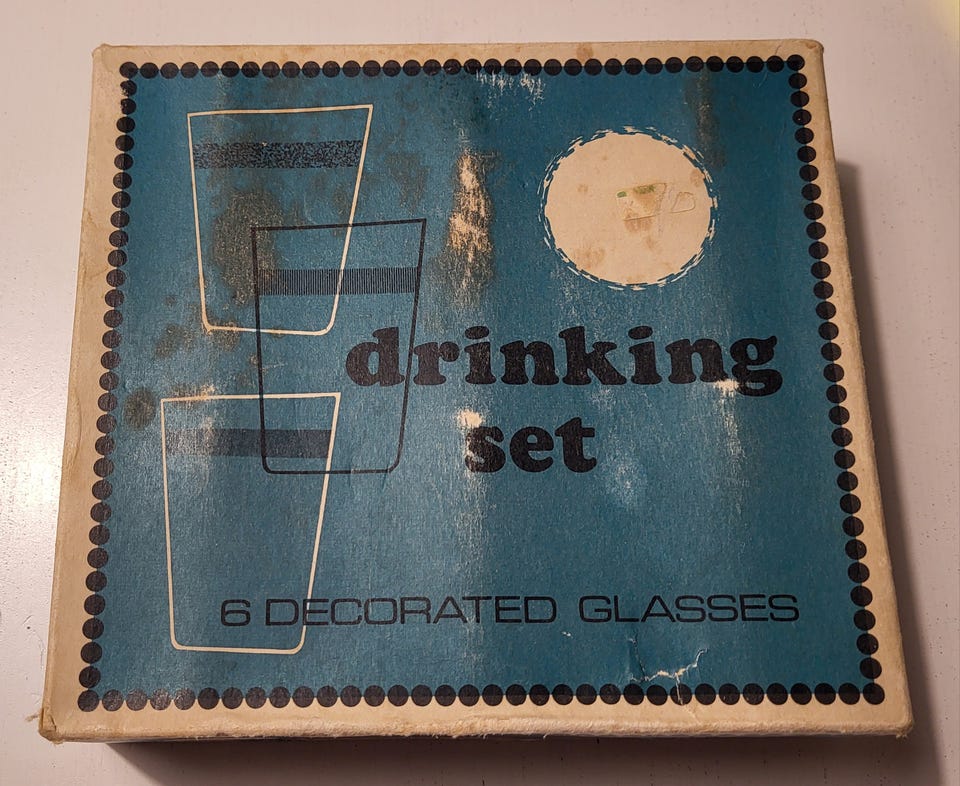 drinking
set
6 DECORATED GLASSES